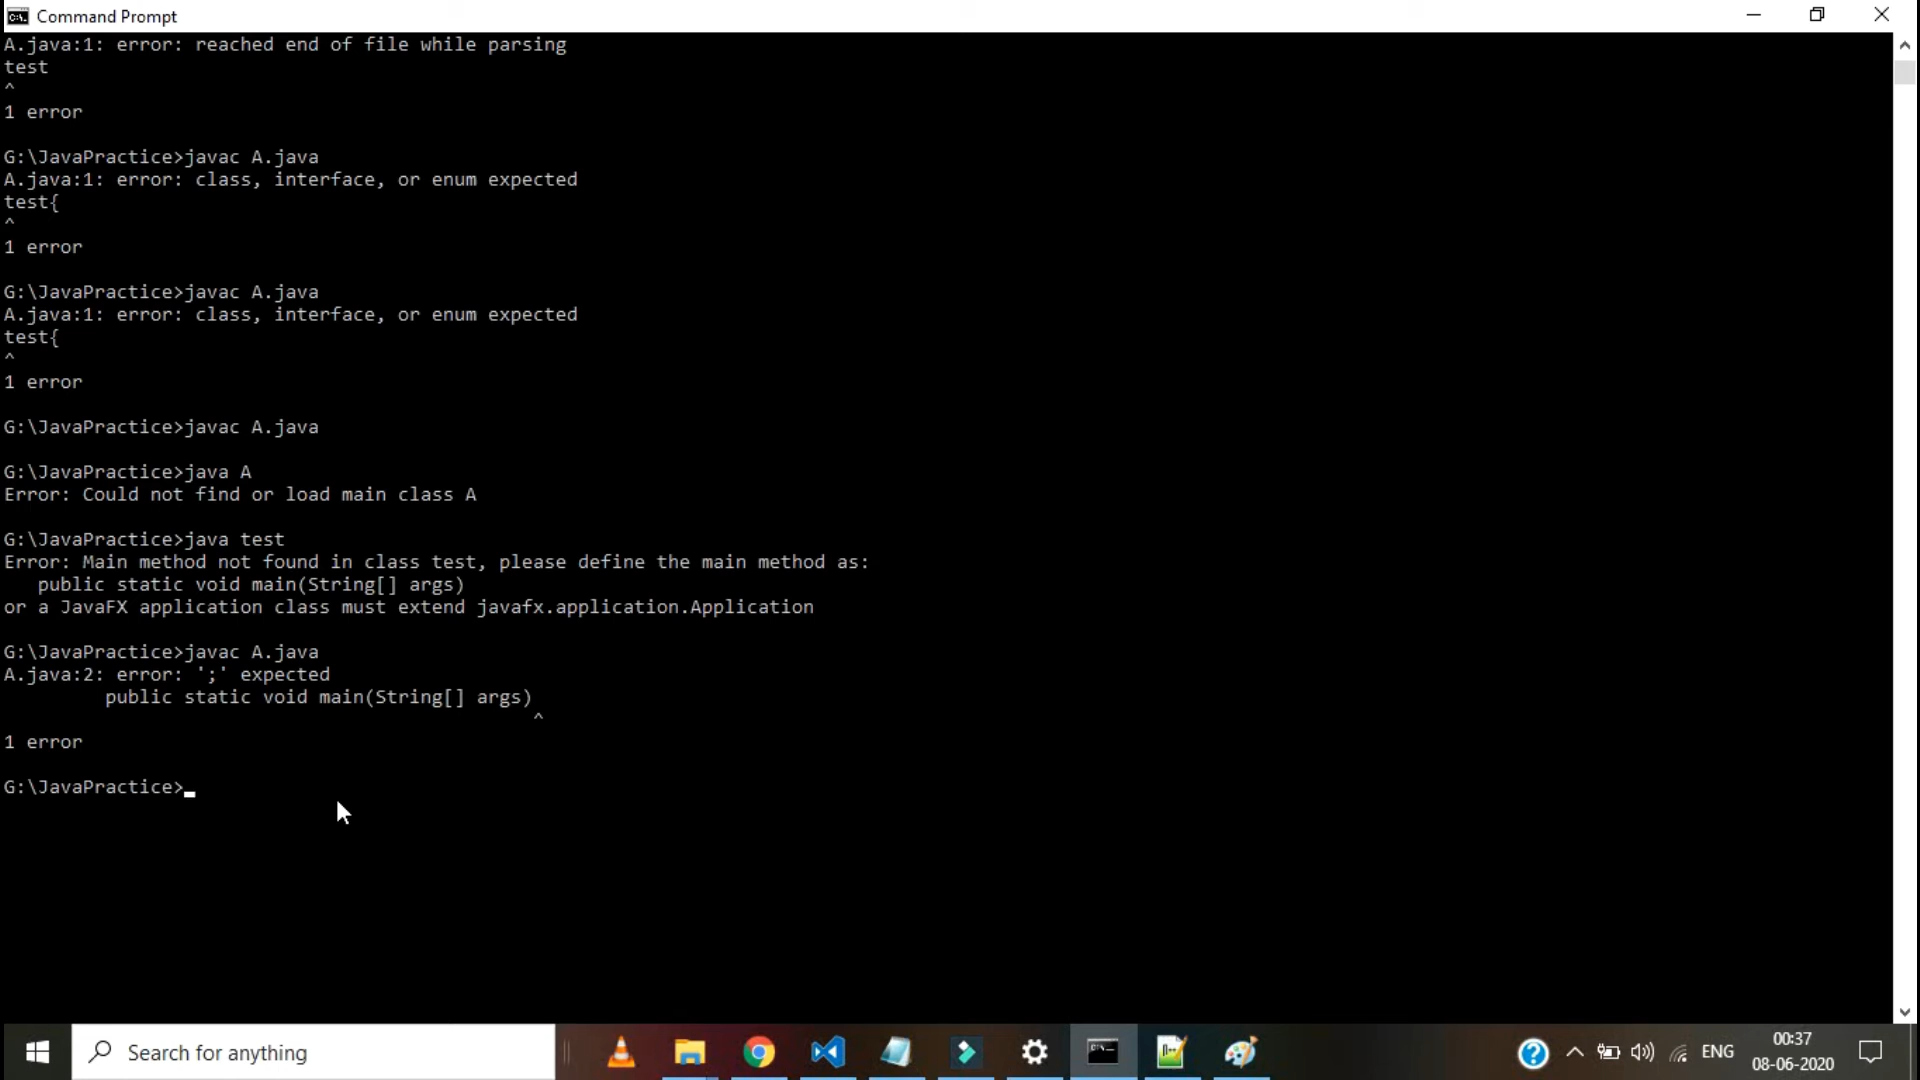 Command Prompt
A.java:1: error: reached end of file while parsing
test
^
1 error
G:\JavaPractice>javac A.java
A.java:1: error: class, interface, or enum expected
test{
^
1 error
G:\JavaPractice>javac A.java
A.java:1: error: class, interface, or enum expected
test{
^
1 error
G:\JavaPractice>javac A.java
G:\JavaPractice>java A
Error: Could not find or load main class A
G:\JavaPractice>java test
Error: Main method not found in class test, please define the main method as:
   public static void main(String[] args)
or a JavaFX application class must extend javafx.application.Application
G:\JavaPractice>javac A.java
A.java:2: error: ';' expected
         public static void main(String[] args)
                                               ^
1 error
G:\JavaPractice>
Search for anything
ENG
00:37
08-06-2020